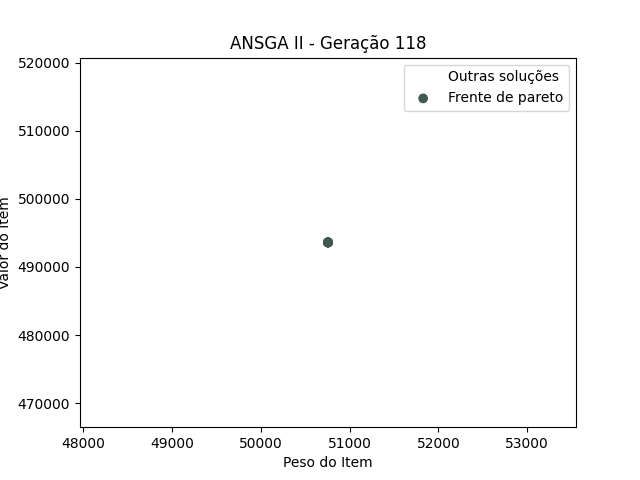 ANSGA II - Geração 118
Outras soluções
Frente de pareto
520000
510000
500000
490000
480000
470000
Valor do Item
48000 49000 50000 51000 52000 53000
Peso do Item